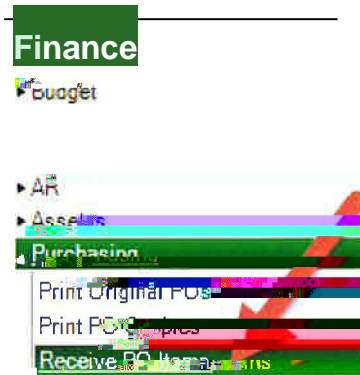 Finance
Budget
AR
Assets
Purchasing
Print Original POs
Print PO Copies
Receive PO Items